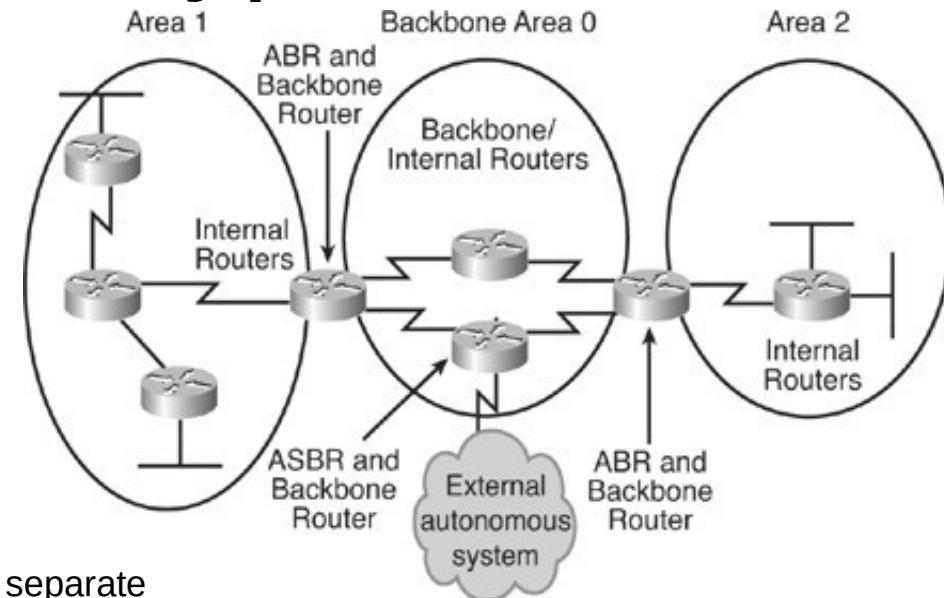 Area 1
Backbone Area 0
Area 2
ABR and
Backbone
Router
Backbone/
Internal Routers
Internal
Routers
Internal
Routers
ASBR and
Backbone
Router
External
autonomous
system
ABR and
Backbone
Router
separate